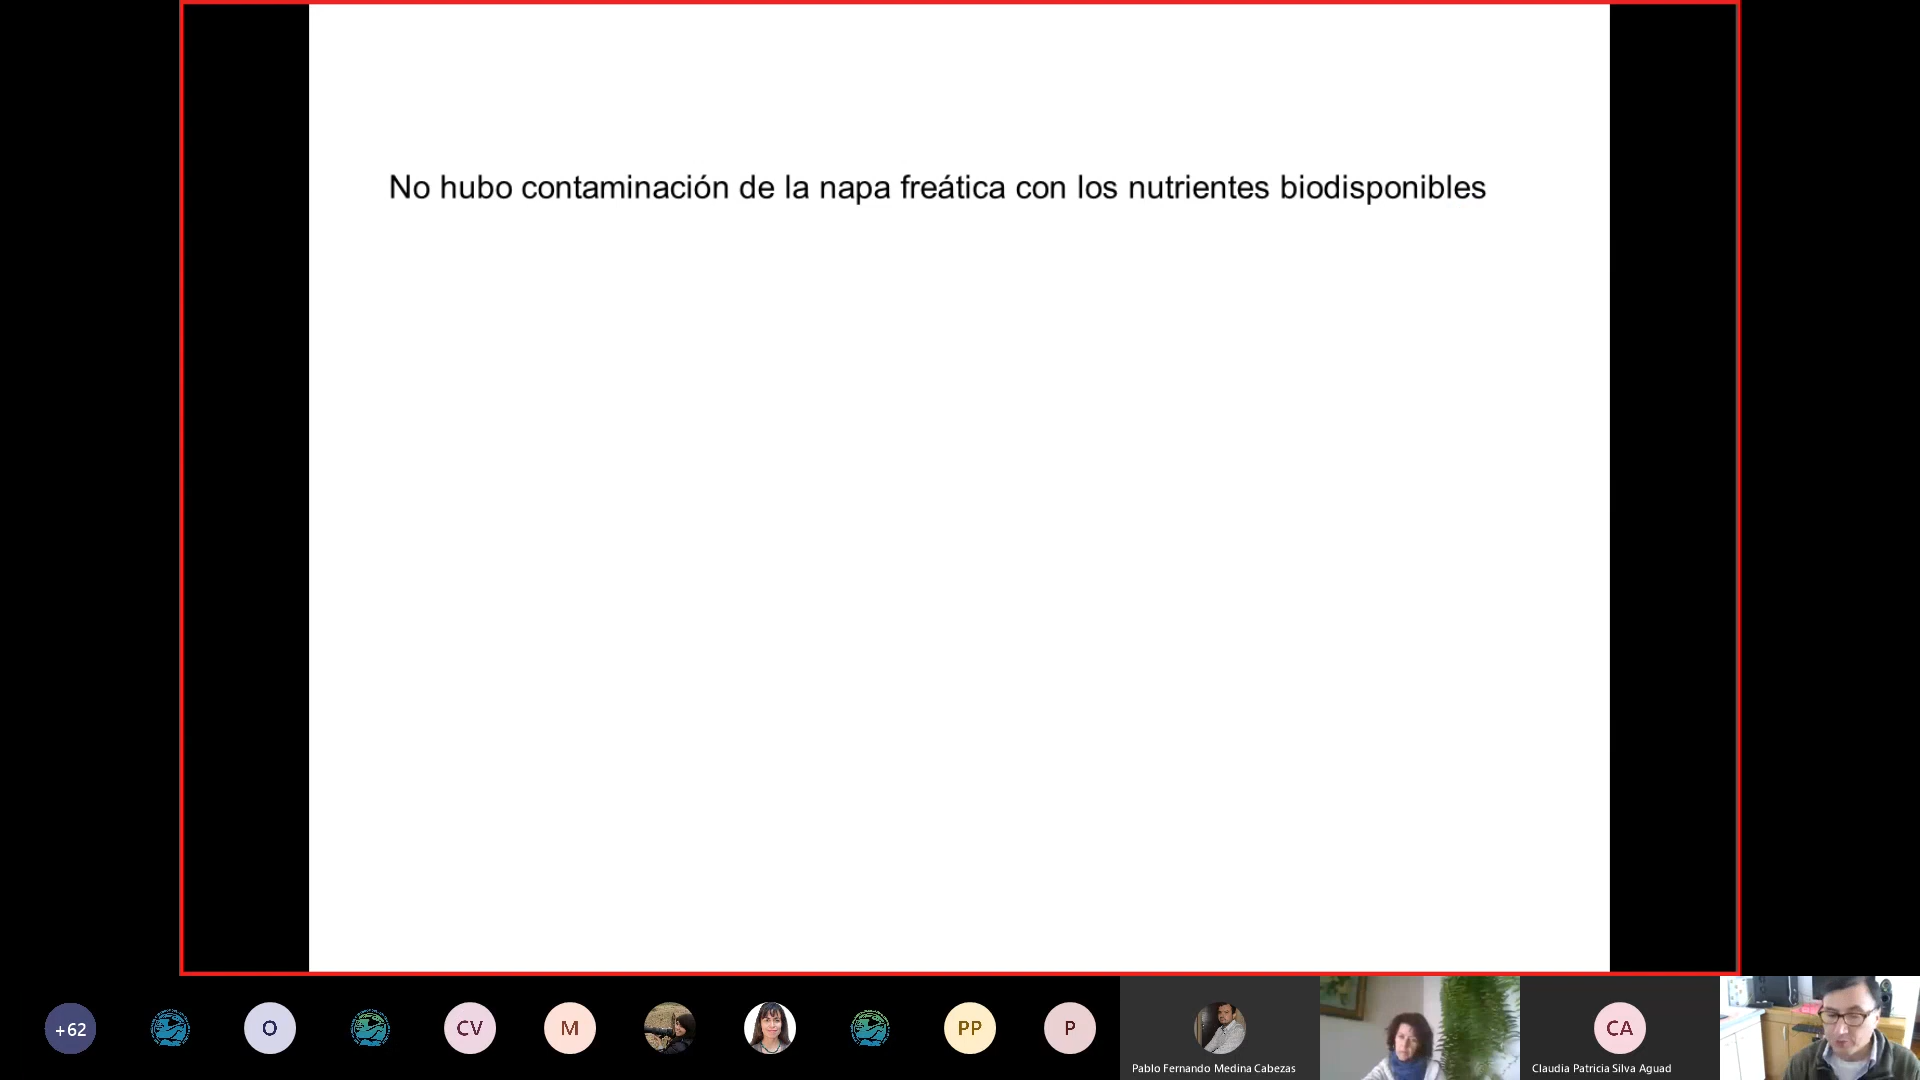 No hubo contaminación de la napa freática con los nutrientes biodisponibles
+62
O
CV
M
PP
P
Pablo Fernando Medina Cabezas
CA
Claudia Patricia Silva Aguad